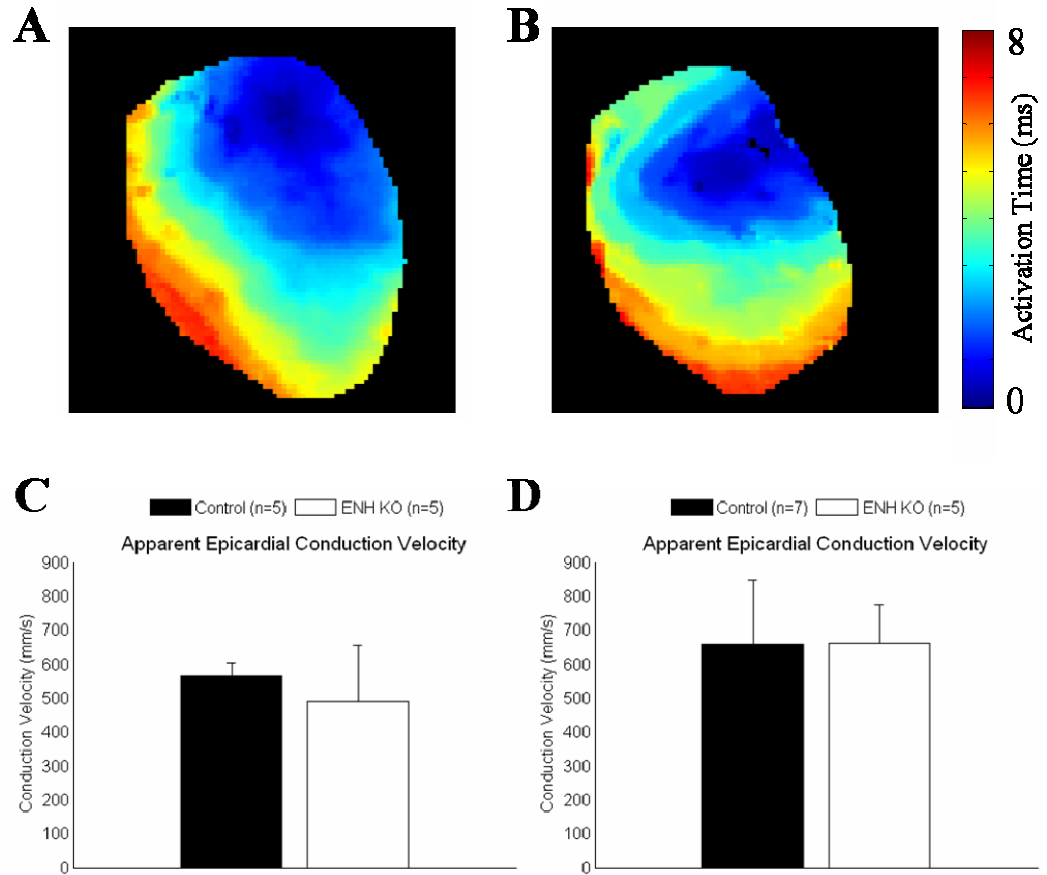 A
B
8
Activation Time (ms)
0
C
Control (n=5) ENH KO (n=5)
Apparent Epicardial Conduction Velocity
Conduction Velocity (mm/s)
900
800
700
600
500
400
300
200
100
0
D
Control (n=7) ENH KO (n=5)
Apparent Epicardial Conduction Velocity
Conduction Velocity (mm/s)
900
800
700
600
500
400
300
200
100
0